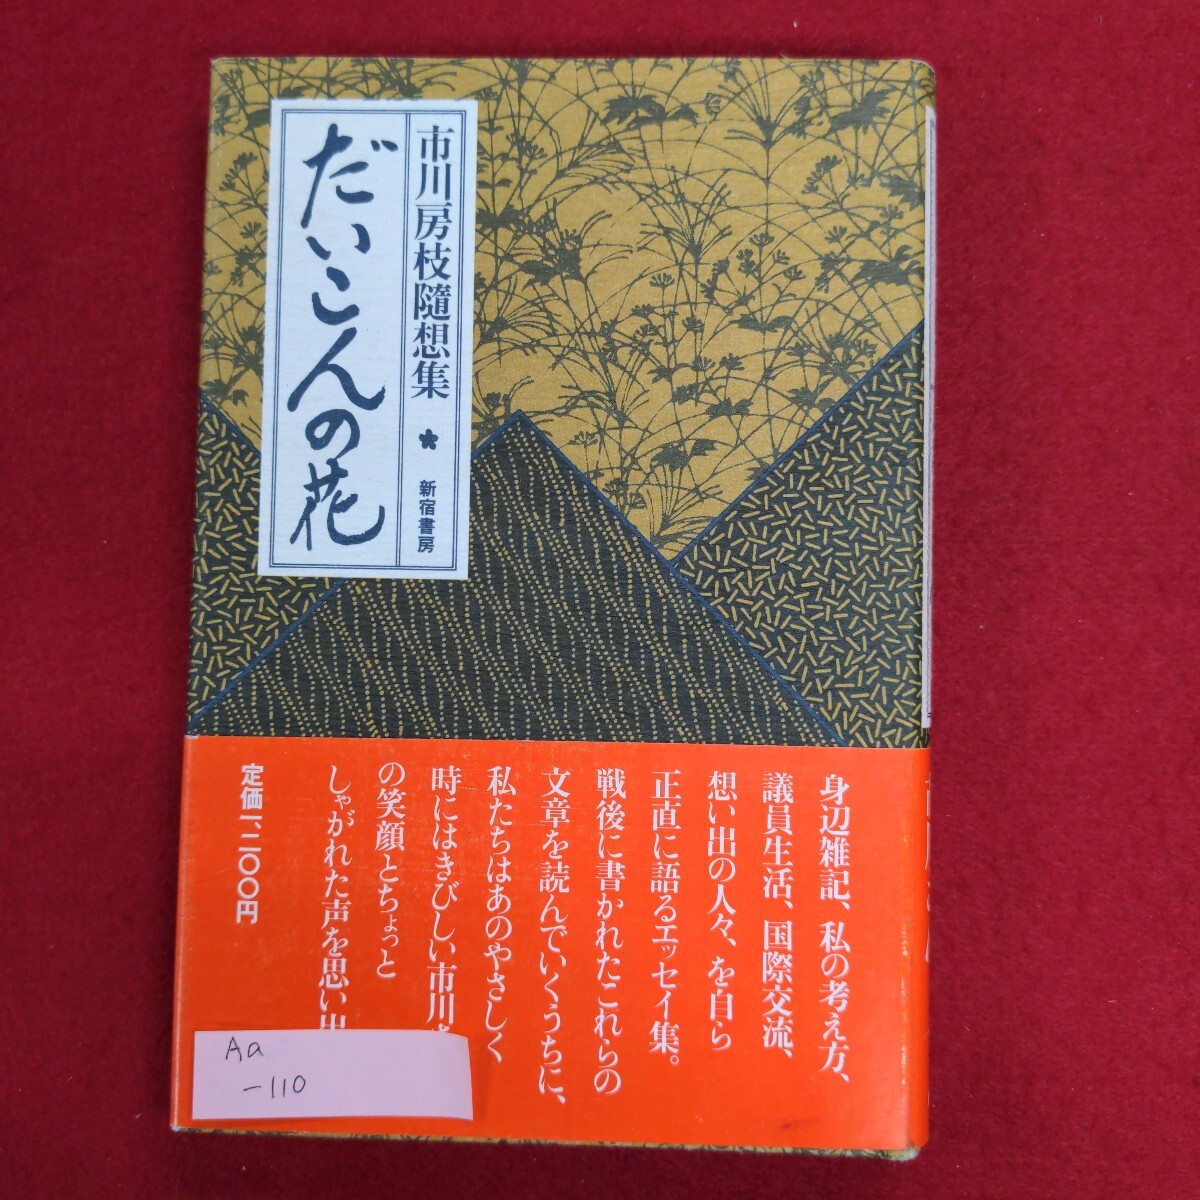 市川房枝隨想集
新宿書房
だいこんの花
身辺雑記、私の考え方、
議員生活、国際交流、
想い出の人々、を自ら
正直に語るエッセイ集。
戦後に書かれたこれらの
文章を読んでいくうちに、
私たちはあのやさしく
時にはきびしい市川
の笑顔とちょっと
しゃがれた声を思い出
定価一、二〇〇円
Aa
-110